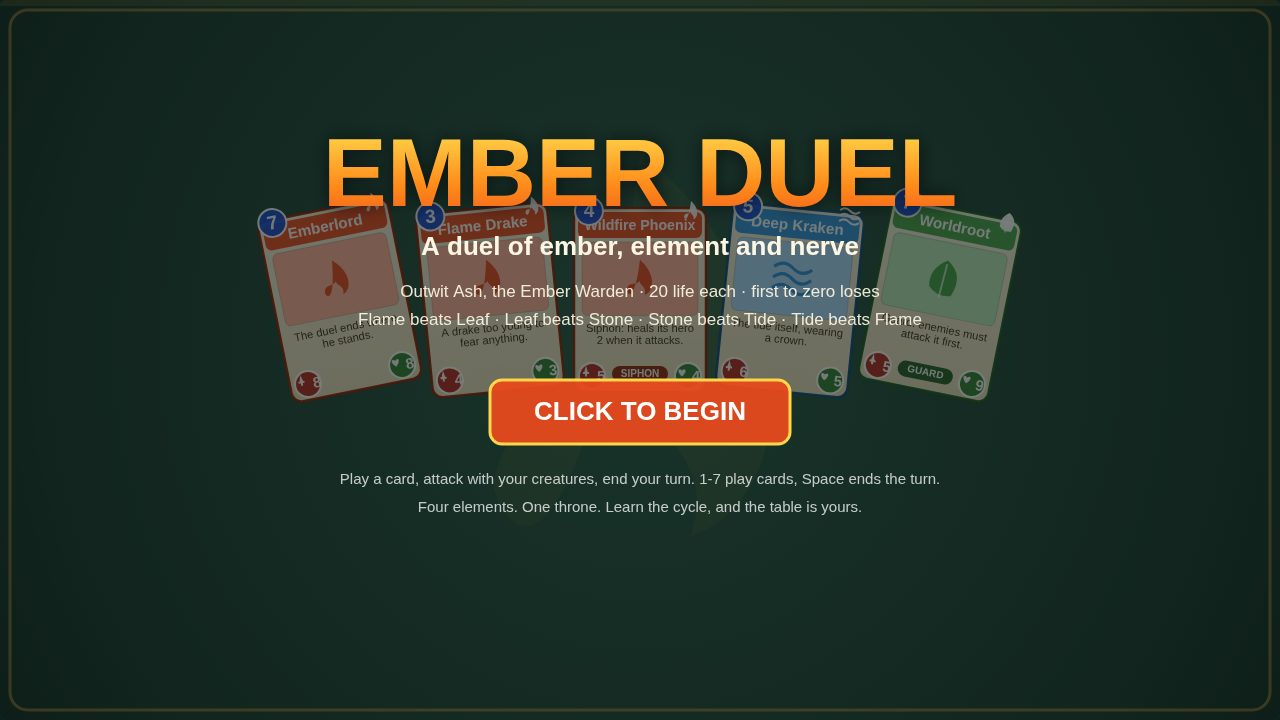 EMBER DUEL
A duel of ember, element and nerve
Outwit Ash, the Ember Warden · 20 life each · first to zero loses
Flame beats Leaf · Leaf beats Stone · Stone beats Tide · Tide beats Flame
7
Emberlord
The duel ends
he stands.
8
8
3
Flame Drake
A drake too young to
fear anything.
4
3
4
Wildfire Phoenix
Siphon: heals its hero
2 when it attacks.
5
SIPHON
4
5
Deep Kraken
The tide itself, wearing
a crown.
6
5
7
Worldroot
enemies must
attack it first.
5
GUARD
9
CLICK TO BEGIN
Play a card, attack with your creatures, end your turn. 1-7 play cards, Space ends the turn.
Four elements. One throne. Learn the cycle, and the table is yours.